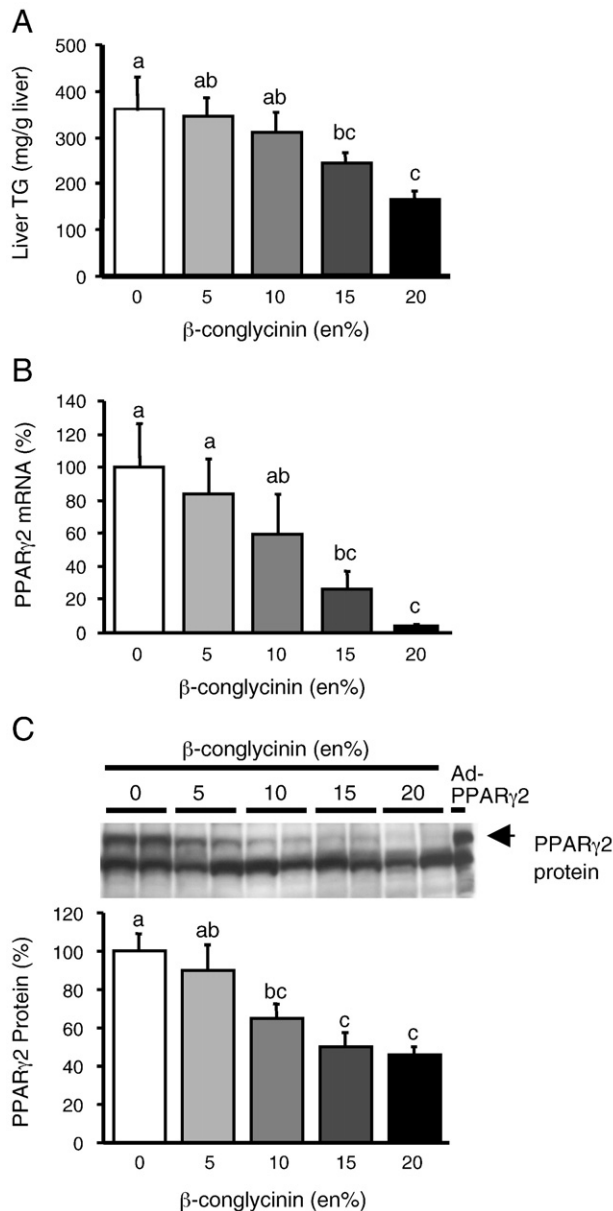 A
Liver TG (mg/g liver)
500
400
300
200
100
0
a
ab
ab
bc
c
0 5 10 15 20
β-conglycinin (en%)
B
PPARγ2 mRNA (%)
140
120
100
80
60
40
20
0
a
a
ab
bc
c
0 5 10 15 20
β-conglycinin (en%)
C
β-conglycinin (en%)
0 5 10 15 20
Ad-
PPARγ2
PPARγ2
protein
PPARγ2 Protein (%)
120
100
80
60
40
20
0
a
ab
bc
c
c
0 5 10 15 20
β-conglycinin (en%)